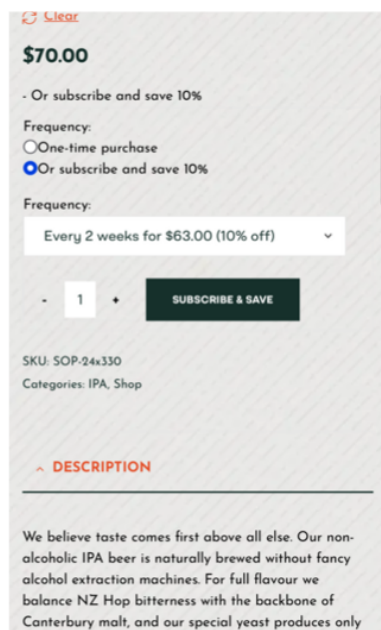 Clear
$70.00
- Or subscribe and save 10%
Frequency:
One-time purchase
Or subscribe and save 10%
Frequency:
Every 2 weeks for $63.00 (10% off)
- 1 +
SUBSCRIBE & SAVE
SKU: SOP-24x330
Categories: IPA, Shop
DESCRIPTION
We believe taste comes first above all else. Our non-
alcoholic IPA beer is naturally brewed without fancy
alcohol extraction machines. For full flavour we
balance NZ Hop bitterness with the backbone of
Canterbury malt, and our special yeast produces only